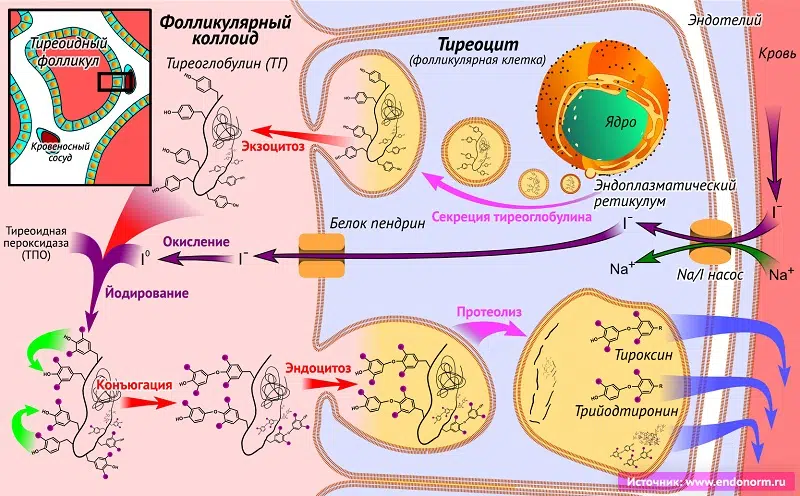 Тиреоидный
фолликул
Кровеносный
сосуд
Фолликулярный
коллоид
Тиреоглобулин (ТГ)
Тиреоцит
(фолликулярная клетка)
Эндотелий
Кровь
Ядро
Экзоцитоз
Эндоплазматический
ретикулум
Секреция тиреоглобулина
Тиреоидная
пероксидаза
(ТПО)
I⁰
Окисление
I⁻
Белок пендрин
I⁻
I⁻
Na⁺
Na/I насос
Na⁺
Йодирование
Протеолиз
Конъюгация
Эндоцитоз
Тироксин
Трийодтиронин
Источник: www.endonorm.ru